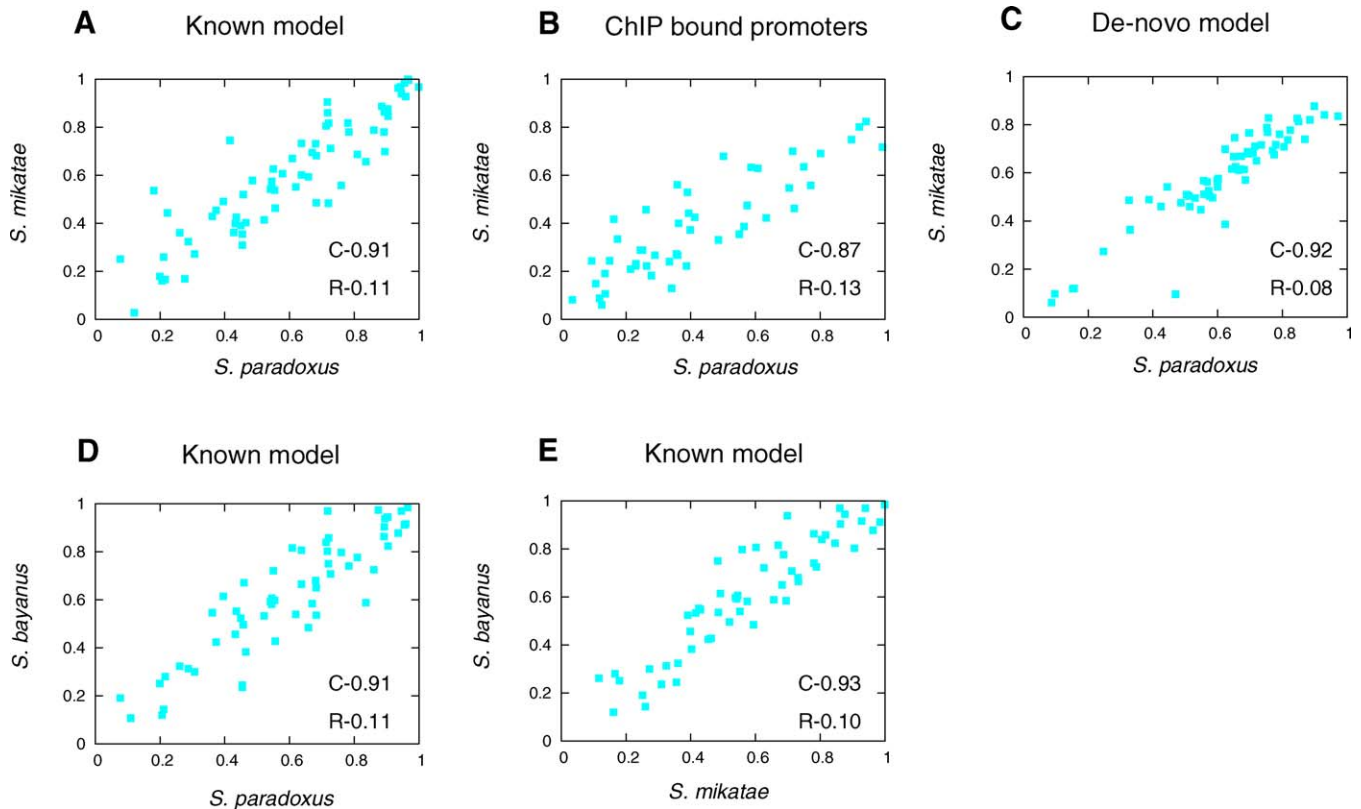 A Known model
1
0.8
0.6
0.4
0.2
0
S. mikatae
C-0.91
R-0.11
0 0.2 0.4 0.6 0.8 1
S. paradoxus
B ChIP bound promoters
1
0.8
0.6
0.4
0.2
0
S. mikatae
C-0.87
R-0.13
0 0.2 0.4 0.6 0.8 1
S. paradoxus
C De-novo model
1
0.8
0.6
0.4
0.2
0
S. mikatae
C-0.92
R-0.08
0 0.2 0.4 0.6 0.8 1
S. paradoxus
D Known model
1
0.8
0.6
0.4
0.2
0
S. bayanus
C-0.91
R-0.11
0 0.2 0.4 0.6 0.8 1
S. paradoxus
E Known model
1
0.8
0.6
0.4
0.2
0
S. bayanus
C-0.93
R-0.10
0 0.2 0.4 0.6 0.8 1
S. mikatae